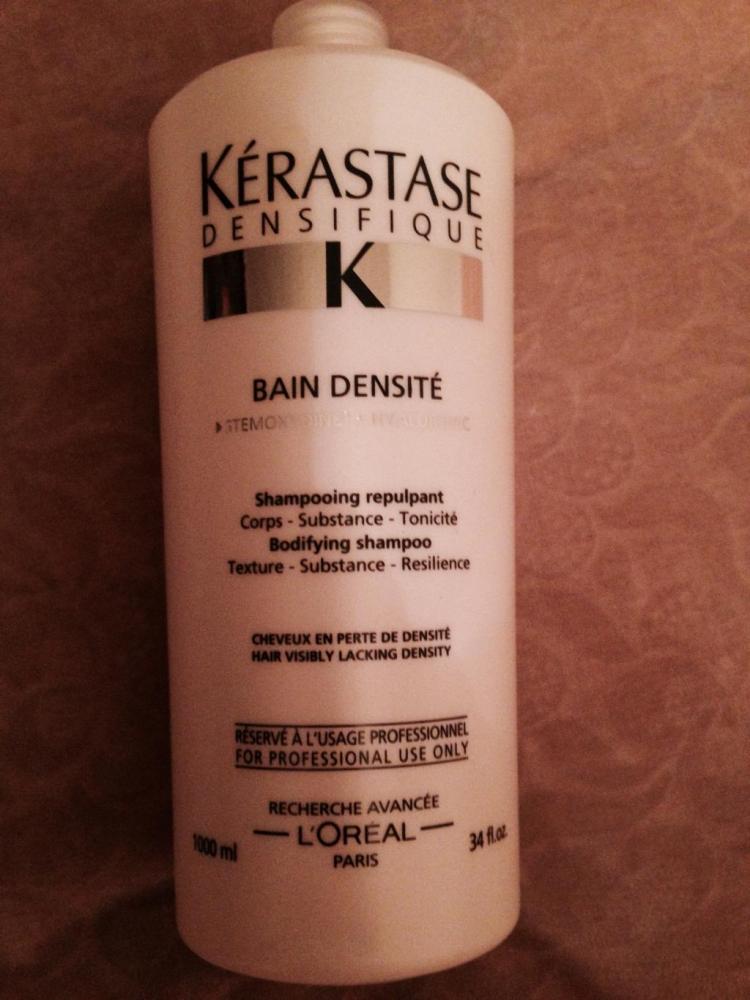 KÉRASTASE
DENSIFIQUE
K
BAIN DENSITÉ
Shampooing repulpant
Corps - Substance - Tonicité
Bodifying shampoo
Texture - Substance - Resilience
CHEVEUX EN PERTE DE DENSITÉ
HAIR VISIBLY LACKING DENSITY
RÉSERVÉ À L'USAGE PROFESSIONNEL
FOR PROFESSIONAL USE ONLY
RECHERCHE AVANCÉE
L'ORÉAL
PARIS
1000 ml
34 fl.oz.